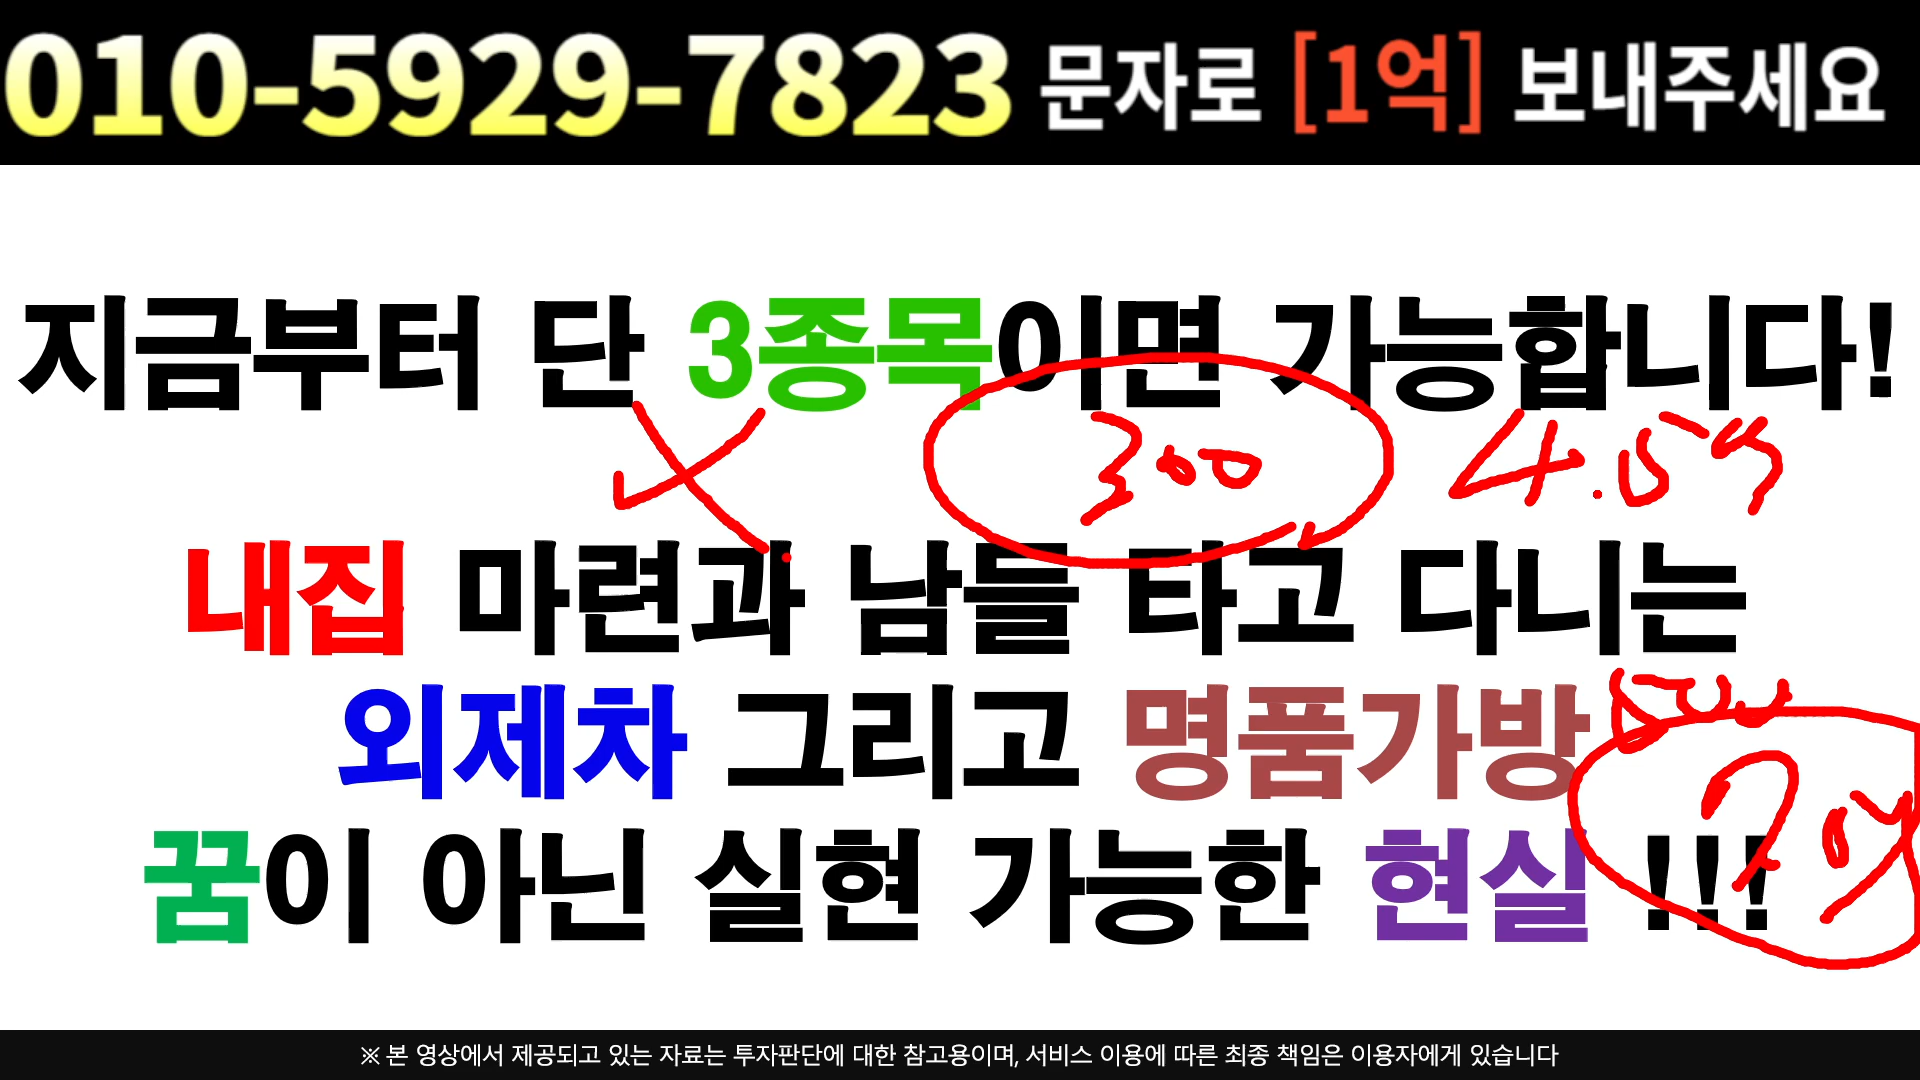 010-5929-7823 문자로 [1억] 보내주세요
지금부터 단 3종목이면 가능합니다!
300 4.5억
내집 마련과 남들 타고 다니는
외제차 그리고 명품가방
500
꿈이 아닌 실현 가능한 현실 !!!
※ 본 영상에서 제공되고 있는 자료는 투자판단에 대한 참고용이며, 서비스 이용에 따른 최종 책임은 이용자에게 있습니다